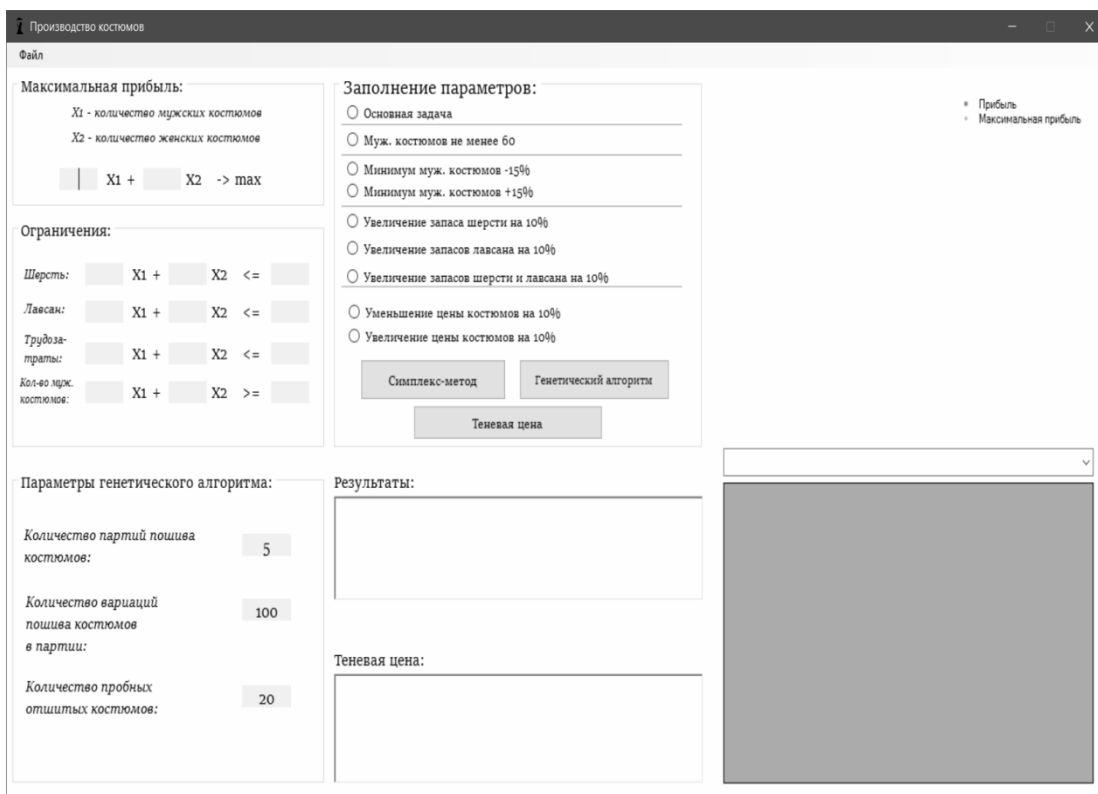 Производство костюмов
Файл
Максимальная прибыль:
X1 - количество мужских костюмов
X2 - количество женских костюмов
X1 + X2 -> max
Ограничения:
Шерсть: X1 + X2 <=
Лавсан: X1 + X2 <=
Трудоза-
траты: X1 + X2 <=
Кол-во муж.
костюмов: X1 + X2 >=
Заполнение параметров:
Основная задача
Муж. костюмов не менее 60
Минимум муж. костюмов -15%
Минимум муж. костюмов +15%
Увеличение запаса шерсти на 10%
Увеличение запасов лавсана на 10%
Увеличение запасов шерсти и лавсана на 10%
Уменьшение цены костюмов на 10%
Увеличение цены костюмов на 10%
Симплекс-метод Генетический алгоритм
Теневая цена
Прибыль
Максимальная прибыль
Параметры генетического алгоритма:
Количество партий пошива
костюмов: 5
Количество вариаций
пошива костюмов
в партии: 100
Количество пробных
отшитых костюмов: 20
Результаты:
Теневая цена: